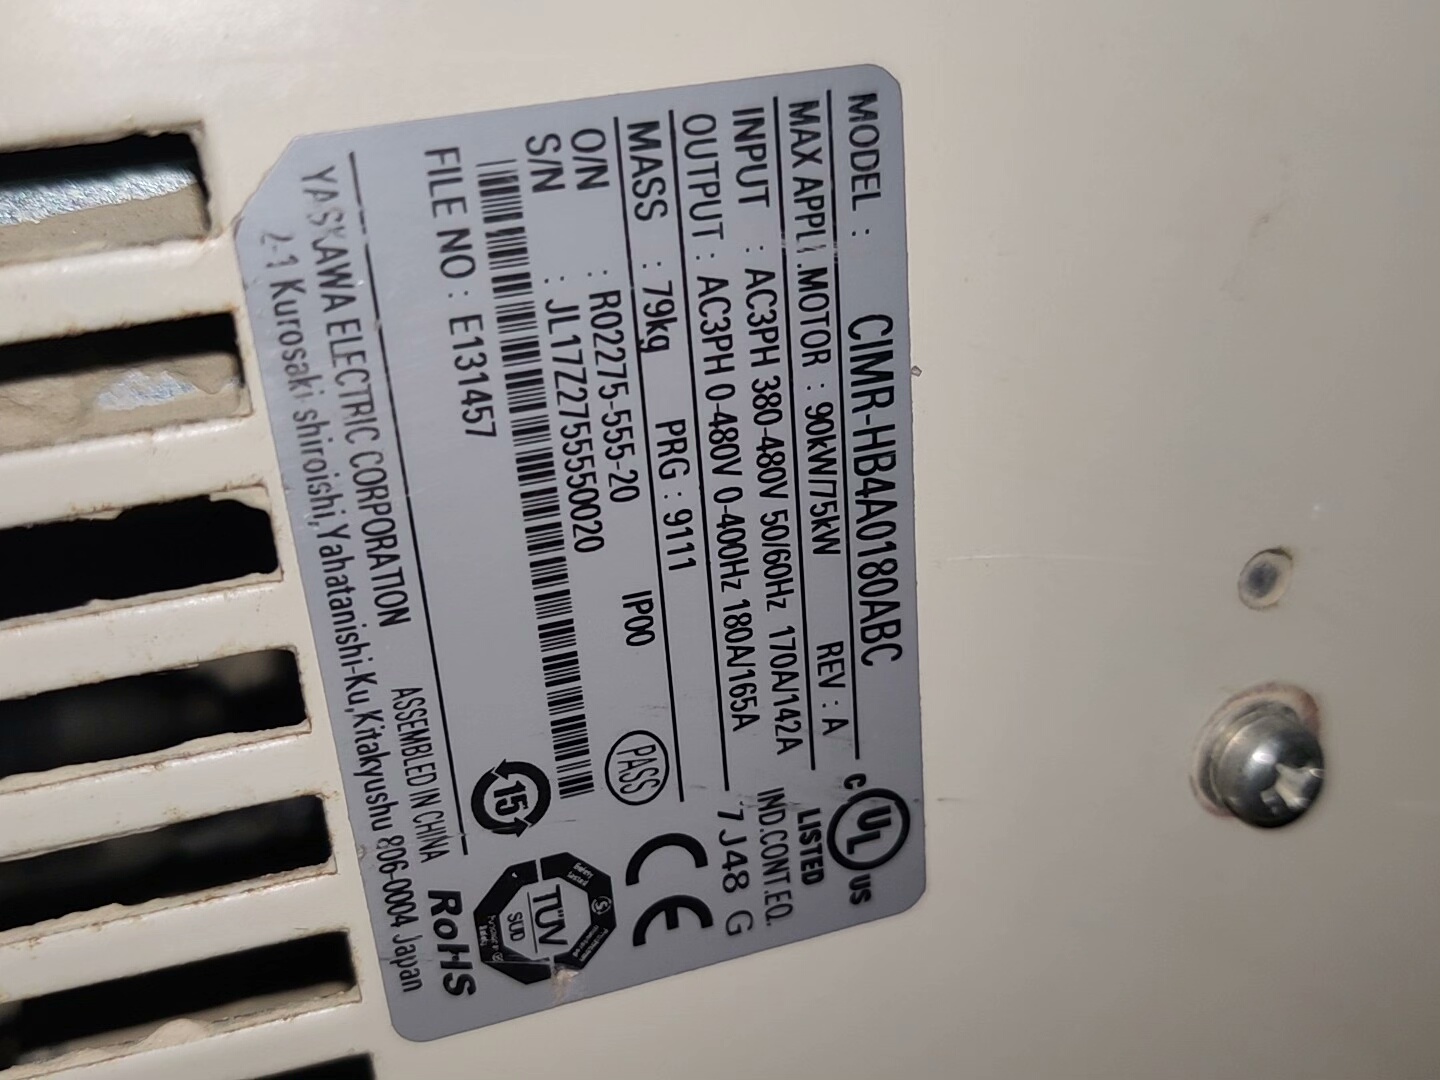 MODEL : CIMR-HB4A0180ABC
MAX APPLI. MOTOR : 90kW/75kW REV : A
INPUT : AC3PH 380-480V 50/60Hz 170A/142A
OUTPUT : AC3PH 0-480V 0-400Hz 180A/165A
MASS : 79kg PRG : 9111
O/N : R02275-555-20 IP00
S/N : JL17Z2755550020
FILE NO : E131457
YASKAWA ELECTRIC CORPORATION ASSEMBLED IN CHINA
2-1 Kurosaki-shiroishi, Yahatanishi-Ku, Kitakyushu 806-0004 Japan
C UL US
LISTED
IND.CONT.EQ.
7J48 G
PASS
CE
15
TÜV
SÜD
RoHS